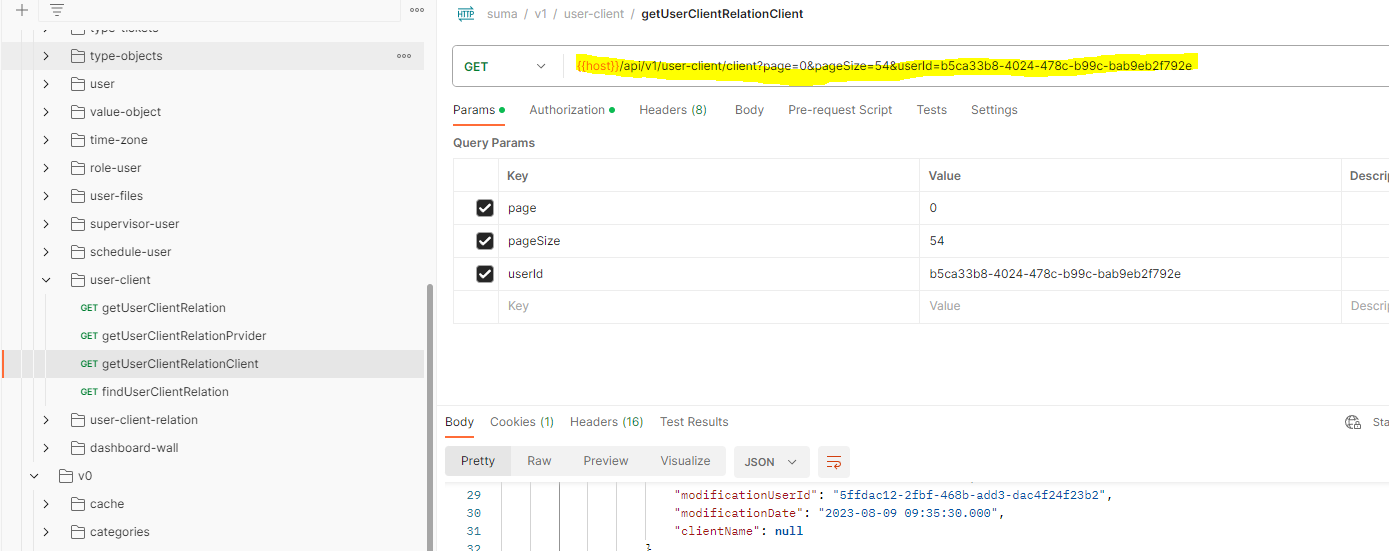 type-tickets
type-objects
user
value-object
time-zone
role-user
user-files
supervisor-user
schedule-user
user-client
GET getUserClientRelation
GET getUserClientRelationPrvider
GET getUserClientRelationClient
GET findUserClientRelation
user-client-relation
dashboard-wall
v0
cache
categories
HTTP suma / v1 / user-client / getUserClientRelationClient
GET {{host}}/api/v1/user-client/client?page=0&pageSize=54&userId=b5ca33b8-4024-478c-b99c-bab9eb2f792e
Params Authorization Headers (8) Body Pre-request Script Tests Settings
Query Params
Key Value Descrip
page 0
pageSize 54
userId b5ca33b8-4024-478c-b99c-bab9eb2f792e
Key Value Descrip
Body Cookies (1) Headers (16) Test Results Sta
Pretty Raw Preview Visualize JSON
29 "modificationUserId": "5ffdac12-2fbf-468b-add3-dac4f24f23b2",
30 "modificationDate": "2023-08-09 09:35:30.000",
31 "clientName": null
32 }